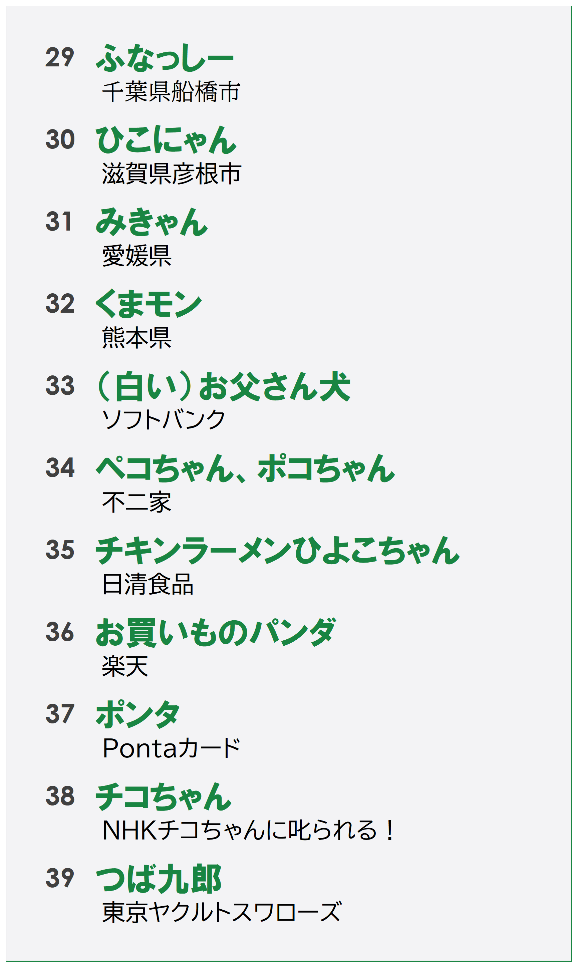 29 ふなっしー
千葉県船橋市
30 ひこにゃん
滋賀県彦根市
31 みきゃん
愛媛県
32 くまモン
熊本県
33 （白い）お父さん犬
ソフトバンク
34 ペコちゃん、ポコちゃん
不二家
35 チキンラーメンひよこちゃん
日清食品
36 お買いものパンダ
楽天
37 ポンタ
Pontaカード
38 チコちゃん
NHKチコちゃんに叱られる！
39 つば九郎
東京ヤクルトスワローズ